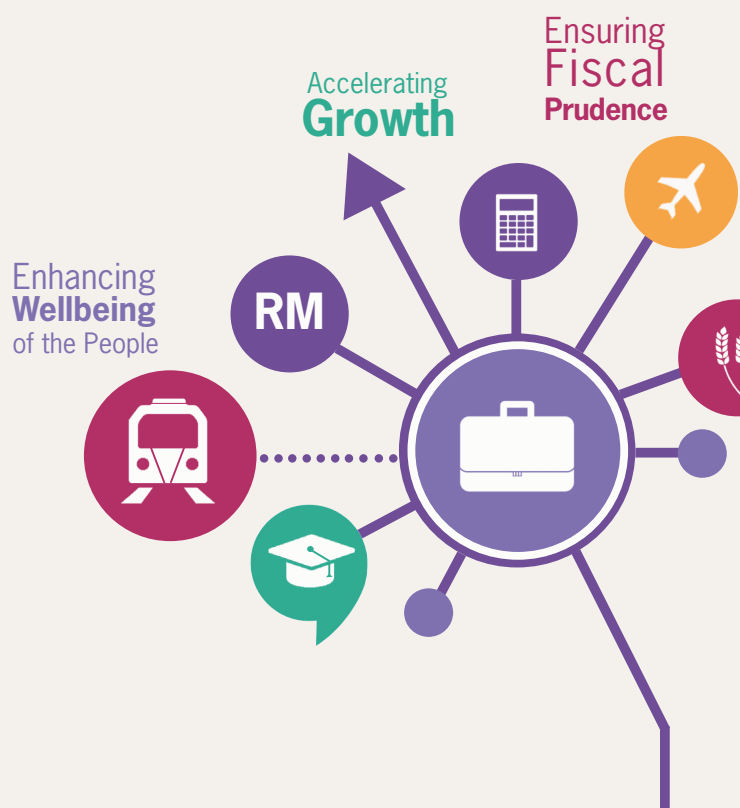 Ensuring
Fiscal
Prudence
Accelerating
Growth
Enhancing
Wellbeing
of the People
RM